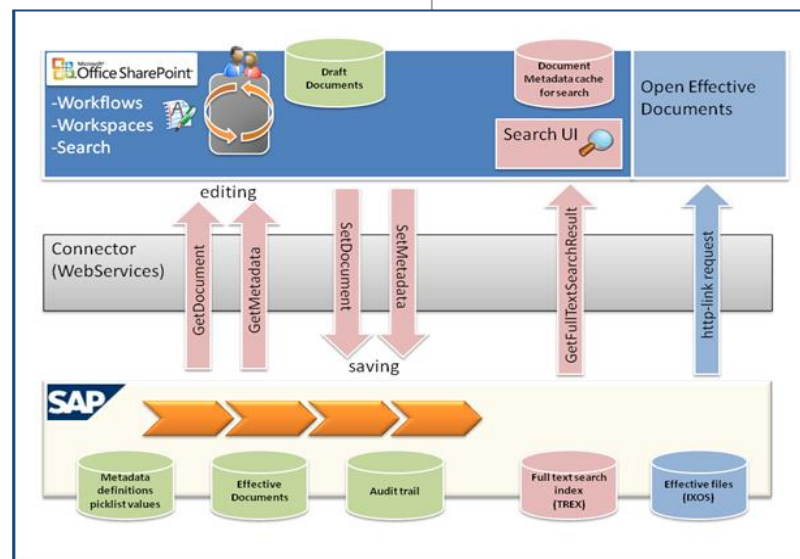 Microsoft
Office SharePoint
-Workflows
-Workspaces
-Search
Draft
Documents
Document
Metadata cache
for search
Search UI
Open Effective
Documents
editing
Connector
(WebServices)
GetDocument
GetMetadata
SetDocument
SetMetadata
GetFullTextSearchResult
http-link request
saving
SAP
Metadata
definitions
picklist values
Effective
Documents
Audit trail
Full text search
index
(TREX)
Effective files
(IXOS)